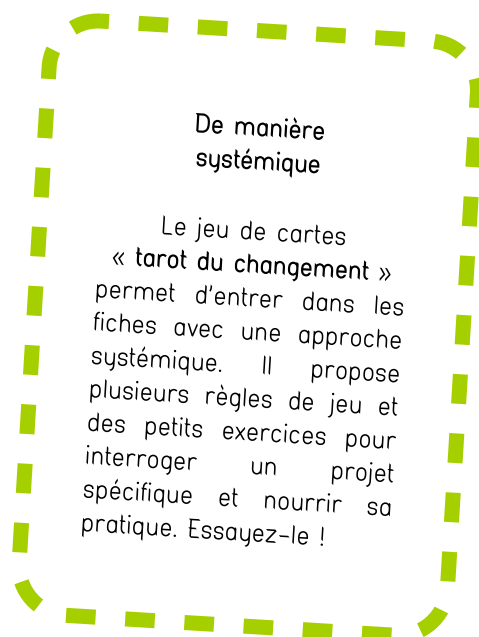 De manière
systémique
Le jeu de cartes
« tarot du changement »
permet d'entrer dans les
fiches avec une approche
systémique. Il propose
plusieurs règles de jeu et
des petits exercices pour
interroger un projet
spécifique et nourrir sa
pratique. Essayez-le !